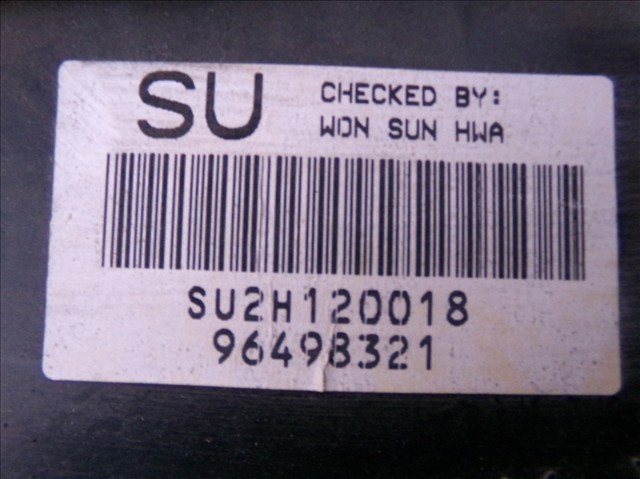 SU
CHECKED BY:
WON SUN HWA
SU2H120018
96498321